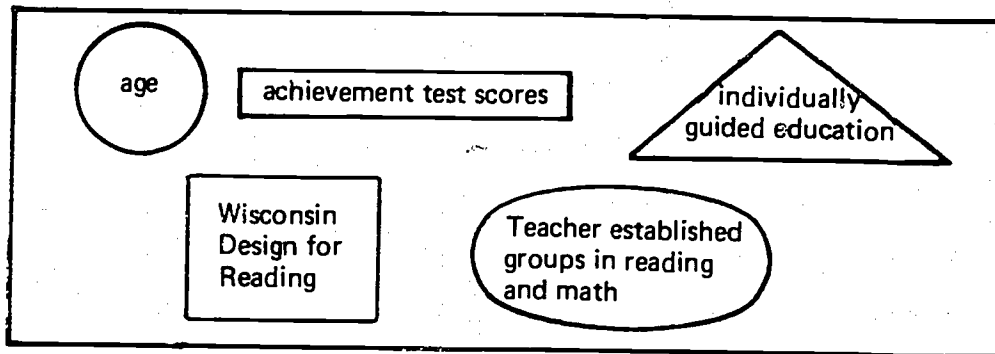 age
achievement test scores
individually
guided education
Wisconsin
Design for
Reading
Teacher established
groups in reading
and math